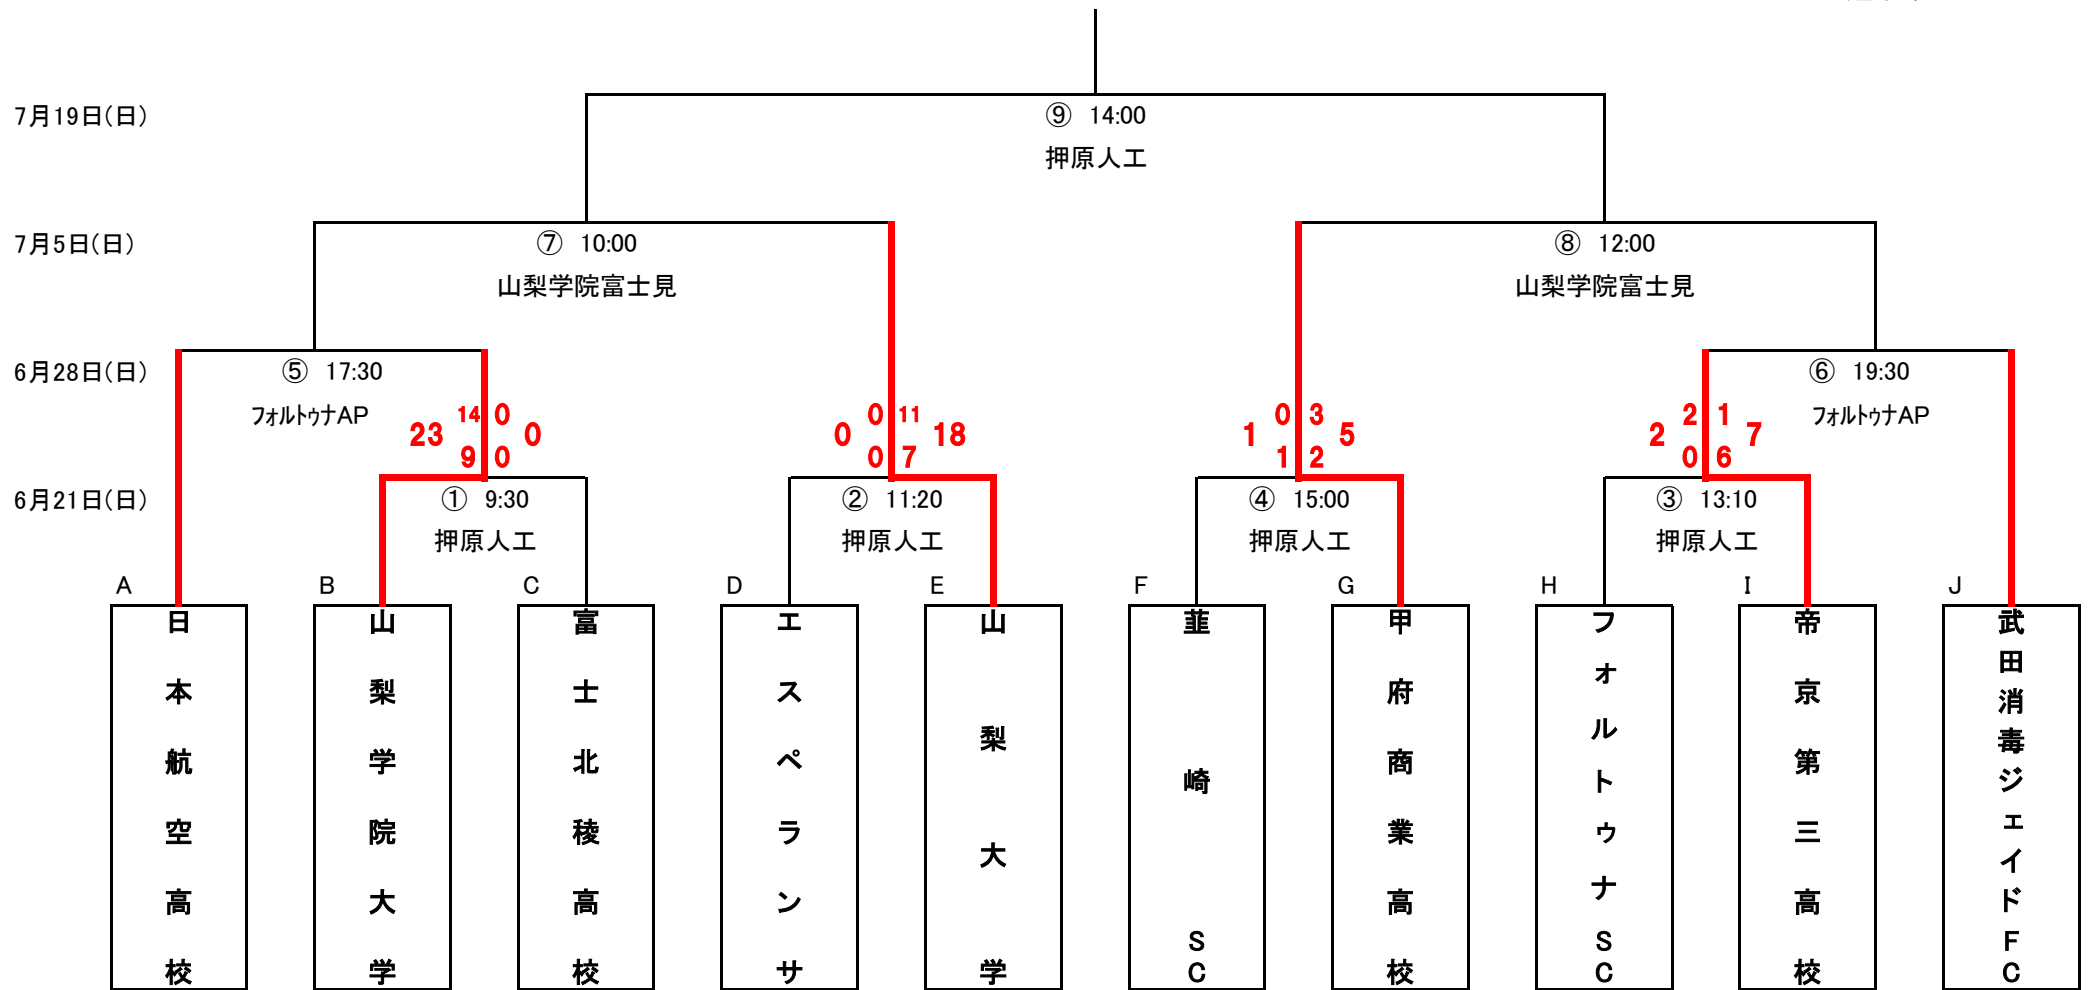 7月19日(日)
⑨ 14:00
押原人工
7月5日(日)
⑦ 10:00
山梨学院富士見
⑧ 12:00
山梨学院富士見
6月28日(日)
⑤ 17:30
フォルトゥナAP
⑥ 19:30
フォルトゥナAP
14 0
23 0
9 0
0 11
0 18
0 7
0 3
1 5
1 2
2 1
2 7
0 6
6月21日(日)
① 9:30
押原人工
② 11:20
押原人工
④ 15:00
押原人工
③ 13:10
押原人工
A
日本航空高校
B
山梨学院大学
C
富士北稜高校
D
エスペランサ
E
山梨大学
F
韮崎SC
G
甲府商業高校
H
フォルトゥナSC
I
帝京第三高校
J
武田消毒ジェイドFC